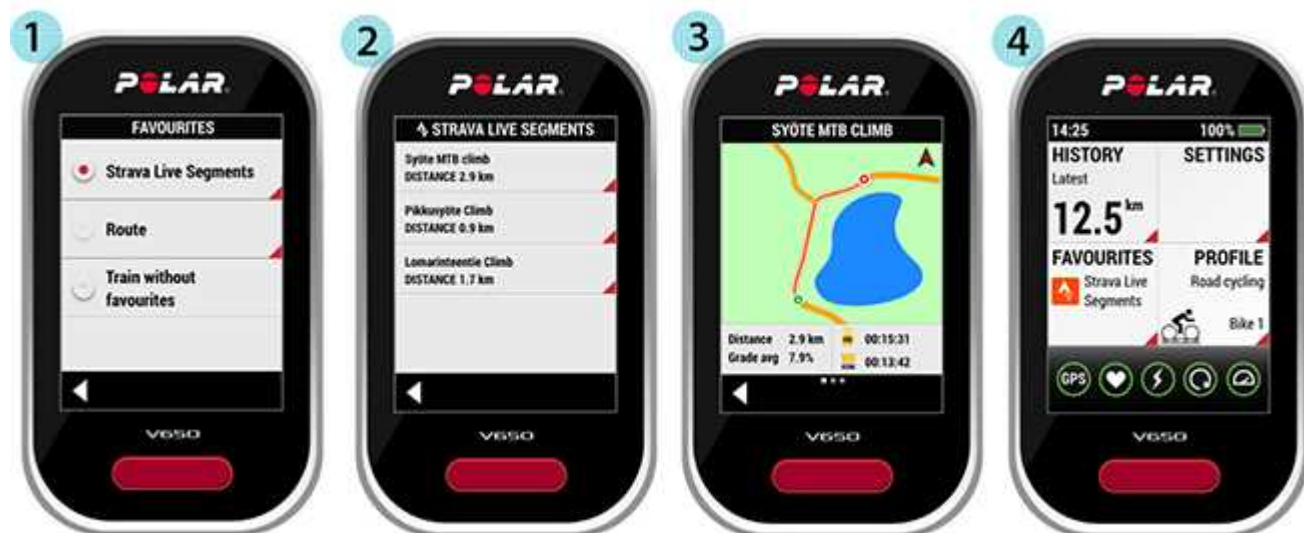 1
POLAR
FAVOURITES
Strava Live Segments
Route
Train without
favourites
V650
2
POLAR
STRAVA LIVE SEGMENTS
Syöte MTB climb
DISTANCE 2.9 km
Pikkusyöte Climb
DISTANCE 0.9 km
Lomarinteentie Climb
DISTANCE 1.7 km
V650
3
POLAR
SYÖTE MTB CLIMB
Distance 2.9 km 00:15:31
Grade avg 7.9% 00:13:42
V650
4
POLAR
14:25 100%
HISTORY SETTINGS
Latest
12.5 km
FAVOURITES PROFILE
Strava Live Road cycling
Segments
Bike 1
GPS
V650